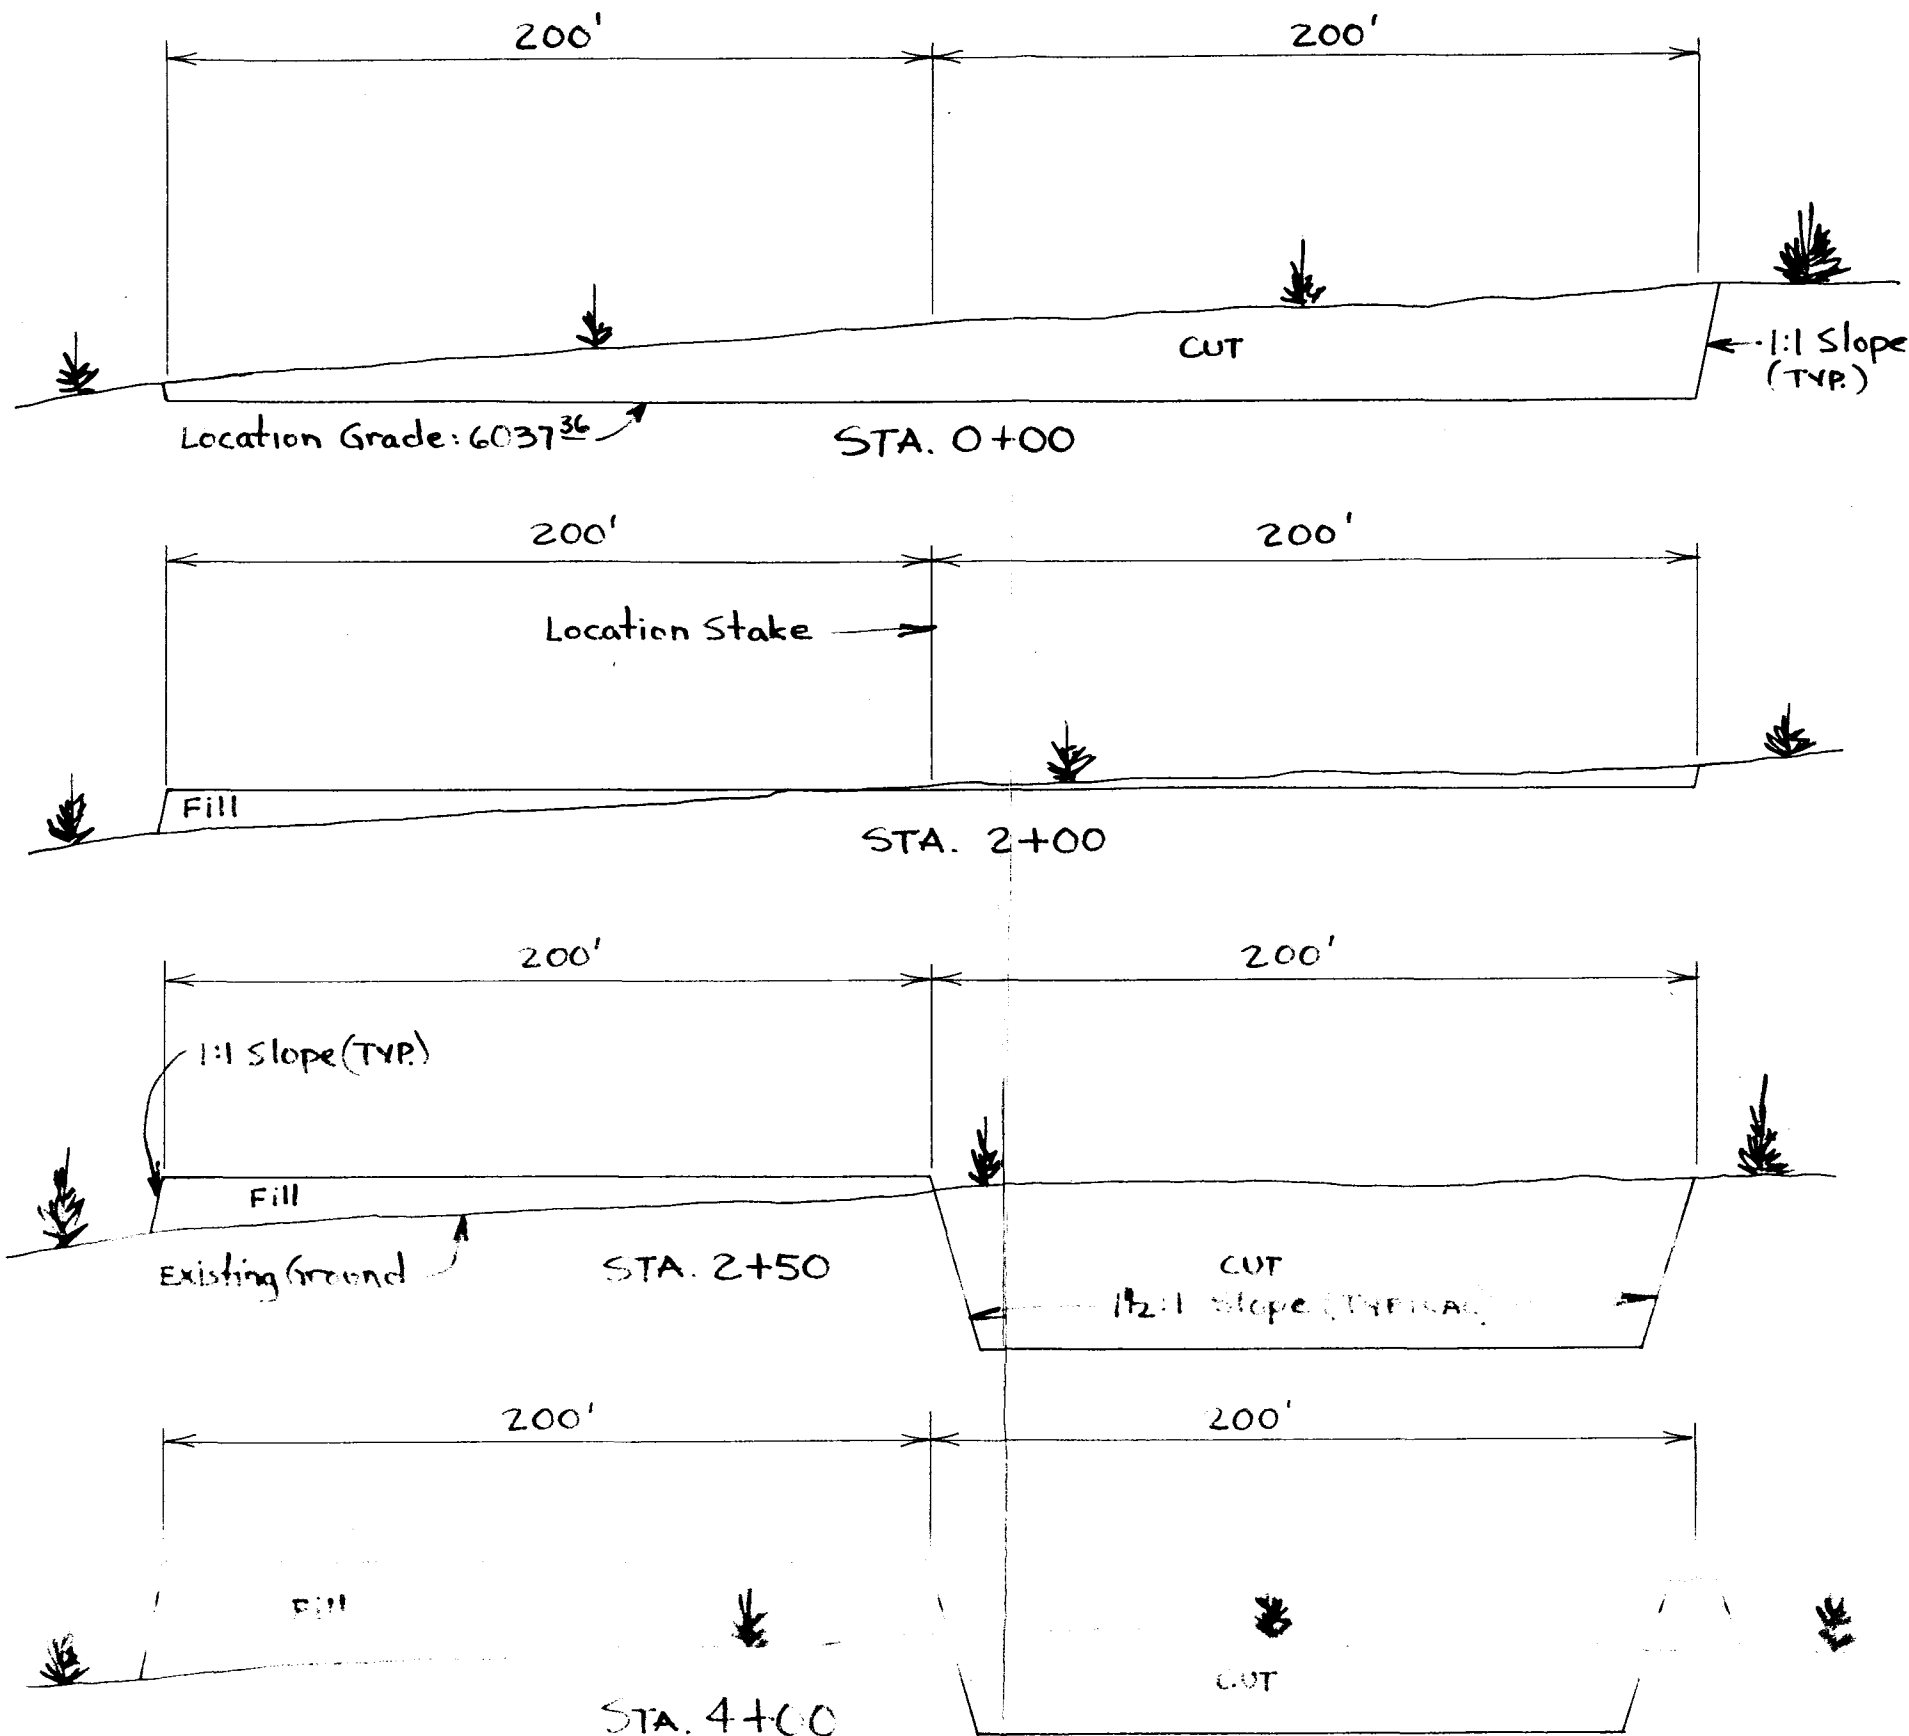 200' 200'
CUT
1:1 Slope
(TYP.)
Location Grade: 6037 36
STA. 0+00
200' 200'
Location Stake
Fill
STA. 2+00
200' 200'
1:1 Slope (TYP.)
Fill
Existing Ground
STA. 2+50
CUT
1½:1 Slope (TYPICAL)
200' 200'
Fill
CUT
STA. 4+00